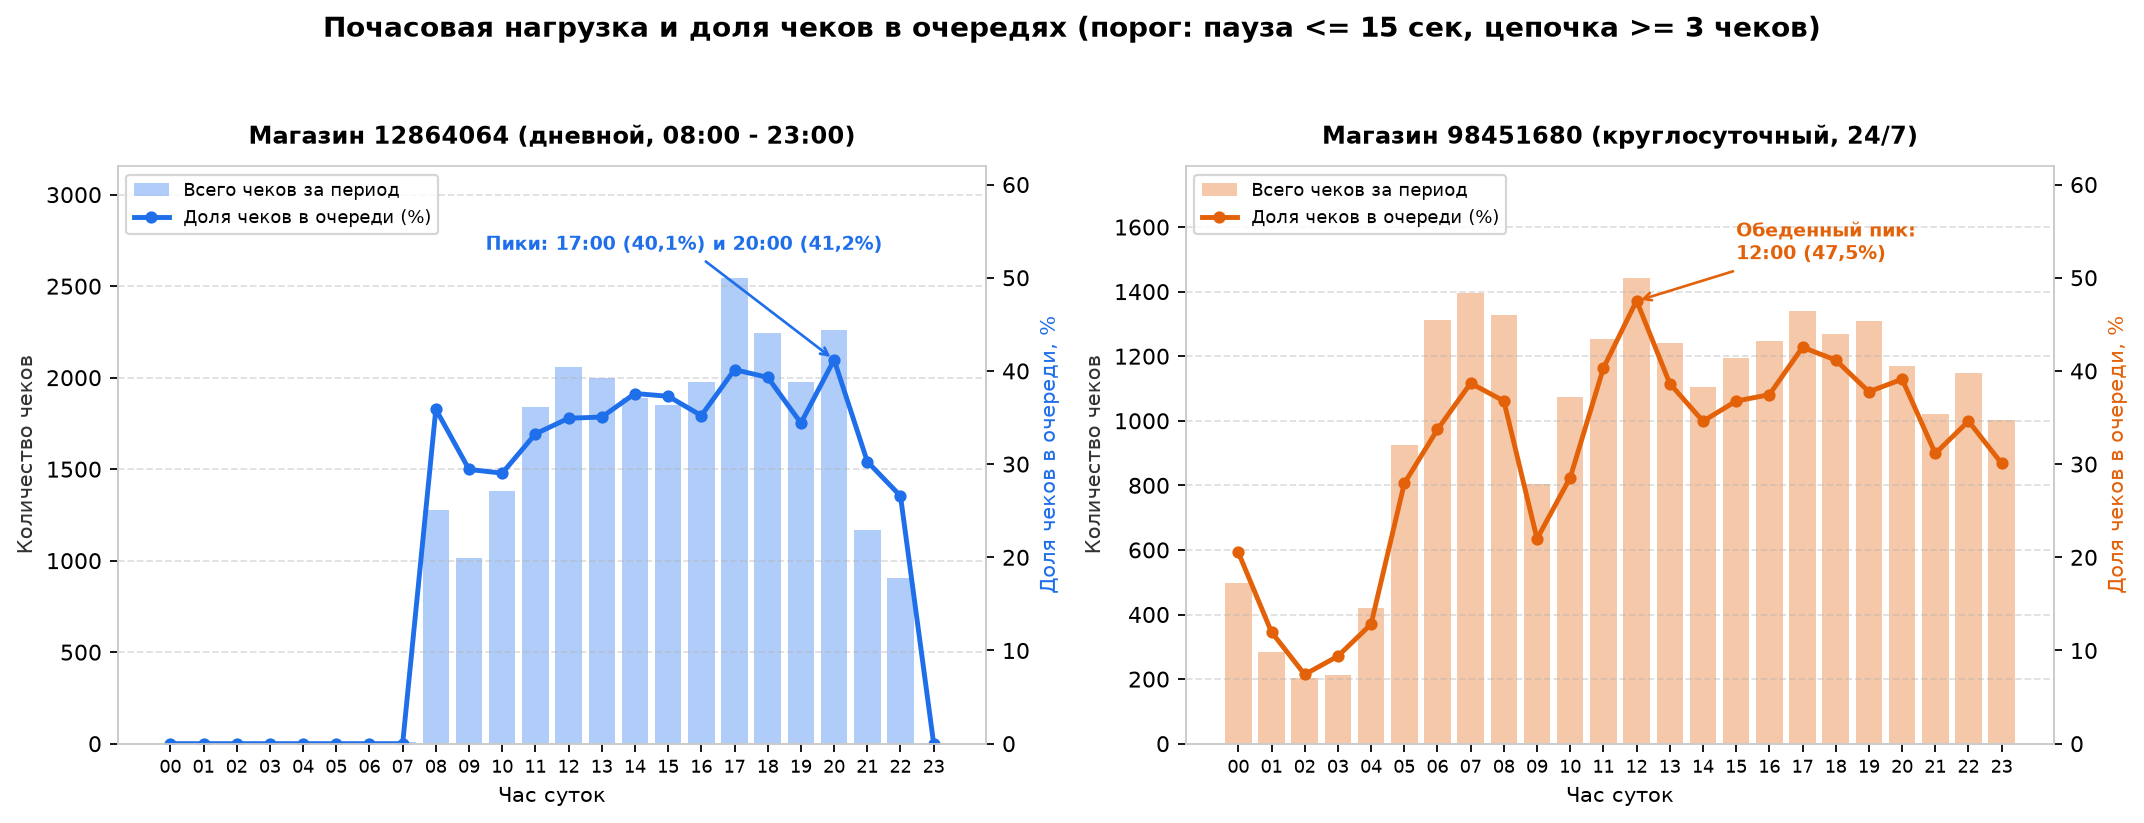 Почасовая нагрузка и доля чеков в очередях (порог: пауза <= 15 сек, цепочка >= 3 чеков)
Магазин 12864064 (дневной, 08:00 - 23:00)
Всего чеков за период
Доля чеков в очереди (%)
Пики: 17:00 (40,1%) и 20:00 (41,2%)
Количество чеков
3000
2500
2000
1500
1000
500
0
60
50
40
30
20
10
0
Доля чеков в очереди, %
00 01 02 03 04 05 06 07 08 09 10 11 12 13 14 15 16 17 18 19 20 21 22 23
Час суток
Магазин 98451680 (круглосуточный, 24/7)
Всего чеков за период
Доля чеков в очереди (%)
Обеденный пик:
12:00 (47,5%)
Количество чеков
1600
1400
1200
1000
800
600
400
200
0
60
50
40
30
20
10
0
Доля чеков в очереди, %
00 01 02 03 04 05 06 07 08 09 10 11 12 13 14 15 16 17 18 19 20 21 22 23
Час суток